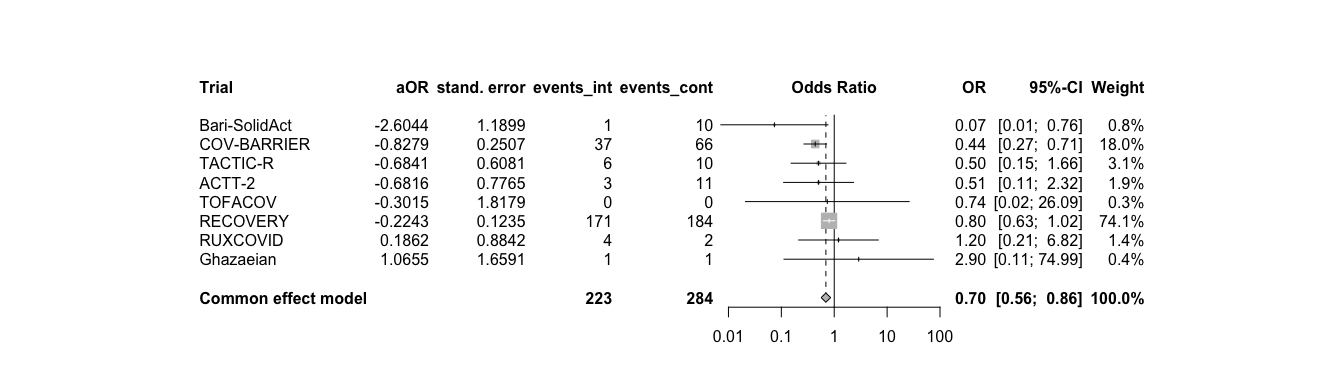 Trial aOR stand. error events_int events_cont Odds Ratio OR 95%-CI Weight
Bari-SolidAct -2.6044 1.1899 1 10 0.07 [0.01; 0.76] 0.8%
COV-BARRIER -0.8279 0.2507 37 66 0.44 [0.27; 0.71] 18.0%
TACTIC-R -0.6841 0.6081 6 10 0.50 [0.15; 1.66] 3.1%
ACTT-2 -0.6816 0.7765 3 11 0.51 [0.11; 2.32] 1.9%
TOFACOV -0.3015 1.8179 0 0 0.74 [0.02; 26.09] 0.3%
RECOVERY -0.2243 0.1235 171 184 0.80 [0.63; 1.02] 74.1%
RUXCOVID 0.1862 0.8842 4 2 1.20 [0.21; 6.82] 1.4%
Ghazaeian 1.0655 1.6591 1 1 2.90 [0.11; 74.99] 0.4%
Common effect model 223 284 0.70 [0.56; 0.86] 100.0%
0.01 0.1 1 10 100